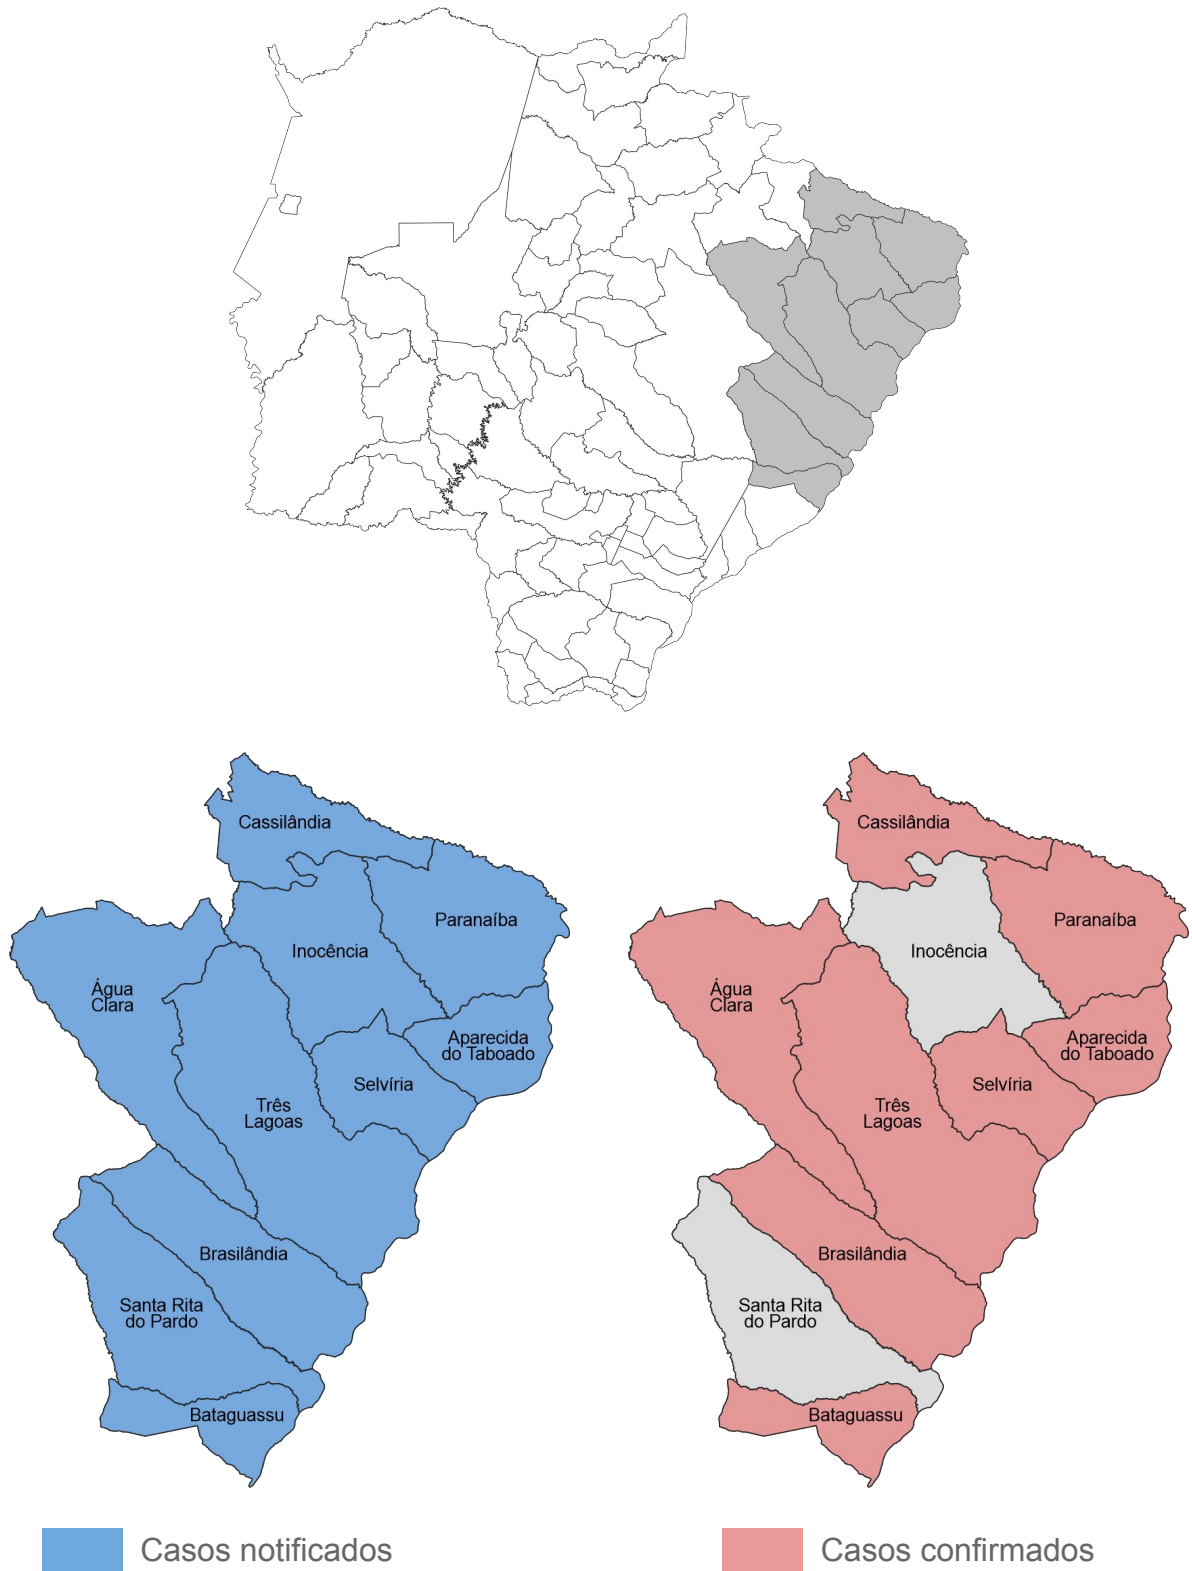 Cassilândia
Paranaíba
Inocência
Água
Clara
Aparecida
do Taboado
Selvíria
Três
Lagoas
Brasilândia
Santa Rita
do Pardo
Bataguassu
Casos notificados
Cassilândia
Paranaíba
Inocência
Água
Clara
Aparecida
do Taboado
Selvíria
Três
Lagoas
Brasilândia
Santa Rita
do Pardo
Bataguassu
Casos confirmados